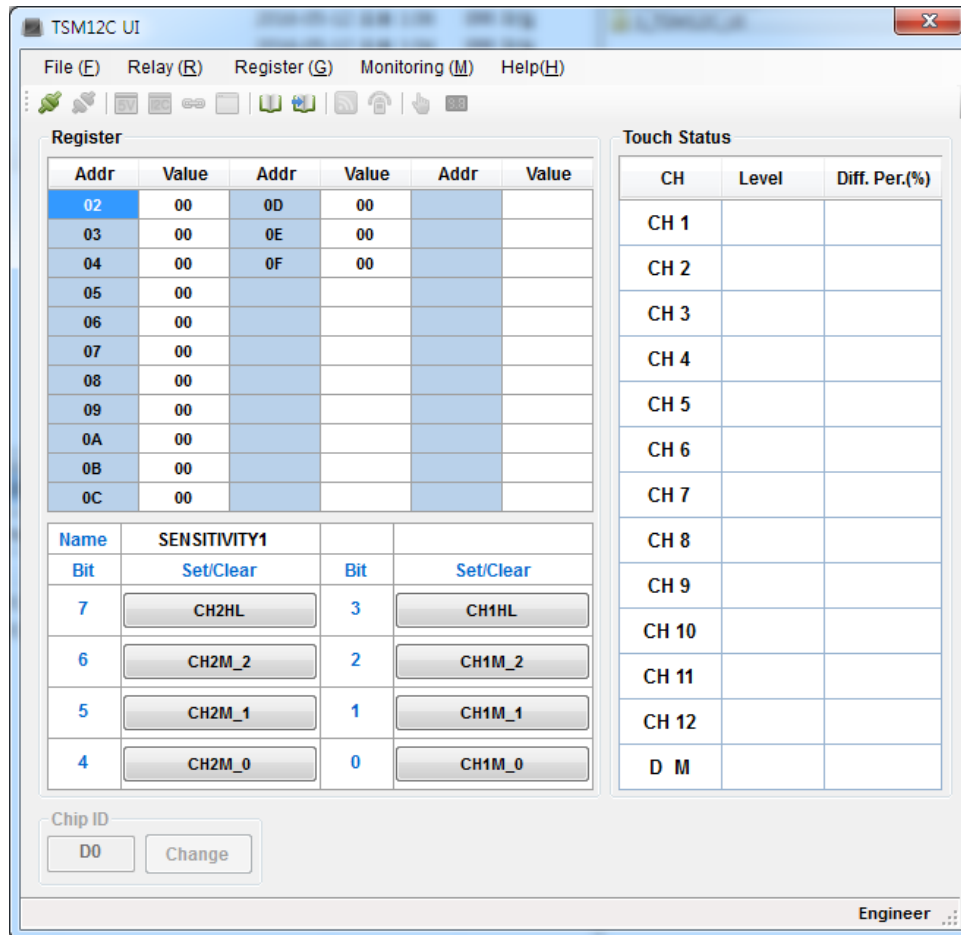 TSM12C UI
File (F) Relay (R) Register (G) Monitoring (M) Help(H)
5V I2C 9.8
Register
Addr Value Addr Value Addr Value
02 00 0D 00
03 00 0E 00
04 00 0F 00
05 00
06 00
07 00
08 00
09 00
0A 00
0B 00
0C 00
Name SENSITIVITY1
Bit Set/Clear Bit Set/Clear
7 CH2HL 3 CH1HL
6 CH2M_2 2 CH1M_2
5 CH2M_1 1 CH1M_1
4 CH2M_0 0 CH1M_0
Touch Status
CH Level Diff. Per.(%)
CH 1
CH 2
CH 3
CH 4
CH 5
CH 6
CH 7
CH 8
CH 9
CH 10
CH 11
CH 12
D M
Chip ID
D0 Change
Engineer